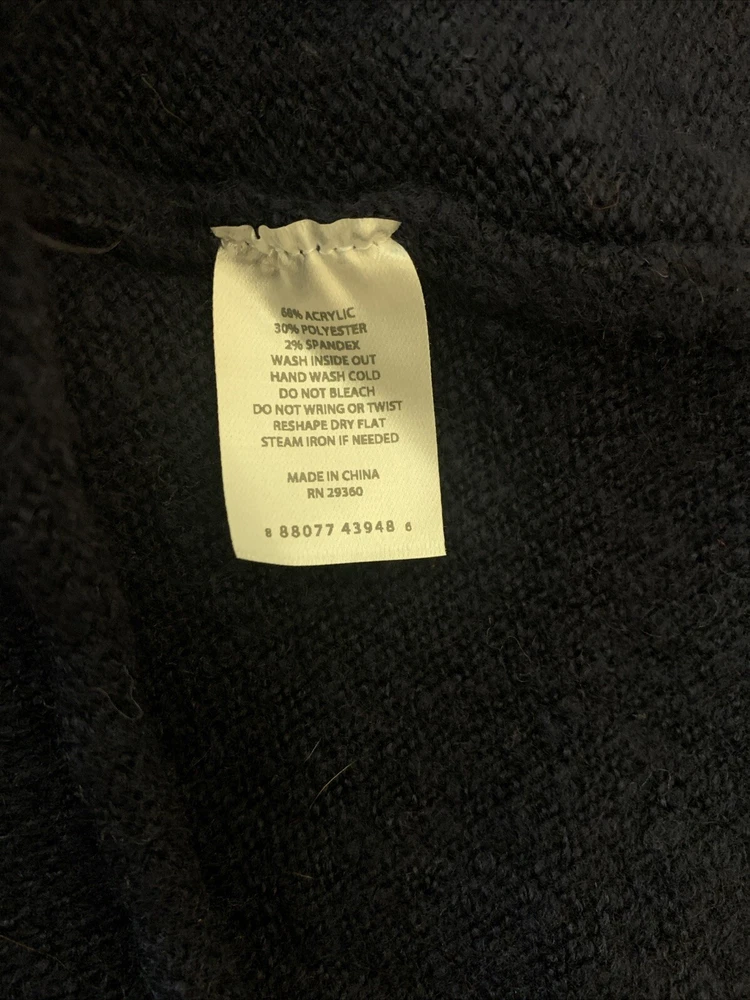 68% ACRYLIC
30% POLYESTER
2% SPANDEX
WASH INSIDE OUT
HAND WASH COLD
DO NOT BLEACH
DO NOT WRING OR TWIST
RESHAPE DRY FLAT
STEAM IRON IF NEEDED
MADE IN CHINA
RN 29360
8 88077 43948 6